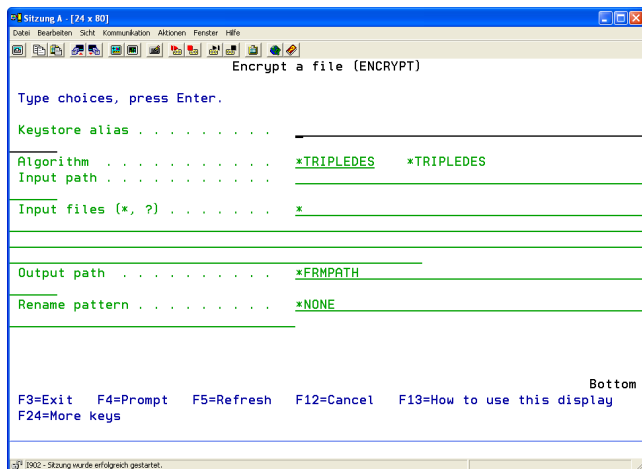 Sitzung A - [24 x 80]
Datei Bearbeiten Sicht Kommunikation Aktionen Fenster Hilfe
Encrypt a file (ENCRYPT)
Type choices, press Enter.
Keystore alias . . . . . . . . .
Algorithm . . . . . . . . . . . *TRIPLEDES *TRIPLEDES
Input path . . . . . . . . . . .
Input files (*, ?) . . . . . . . *
Output path . . . . . . . . . . *FRMPATH
Rename pattern . . . . . . . . . *NONE
Bottom
F3=Exit F4=Prompt F5=Refresh F12=Cancel F13=How to use this display
F24=More keys
I902 - Sitzung wurde erfolgreich gestartet.